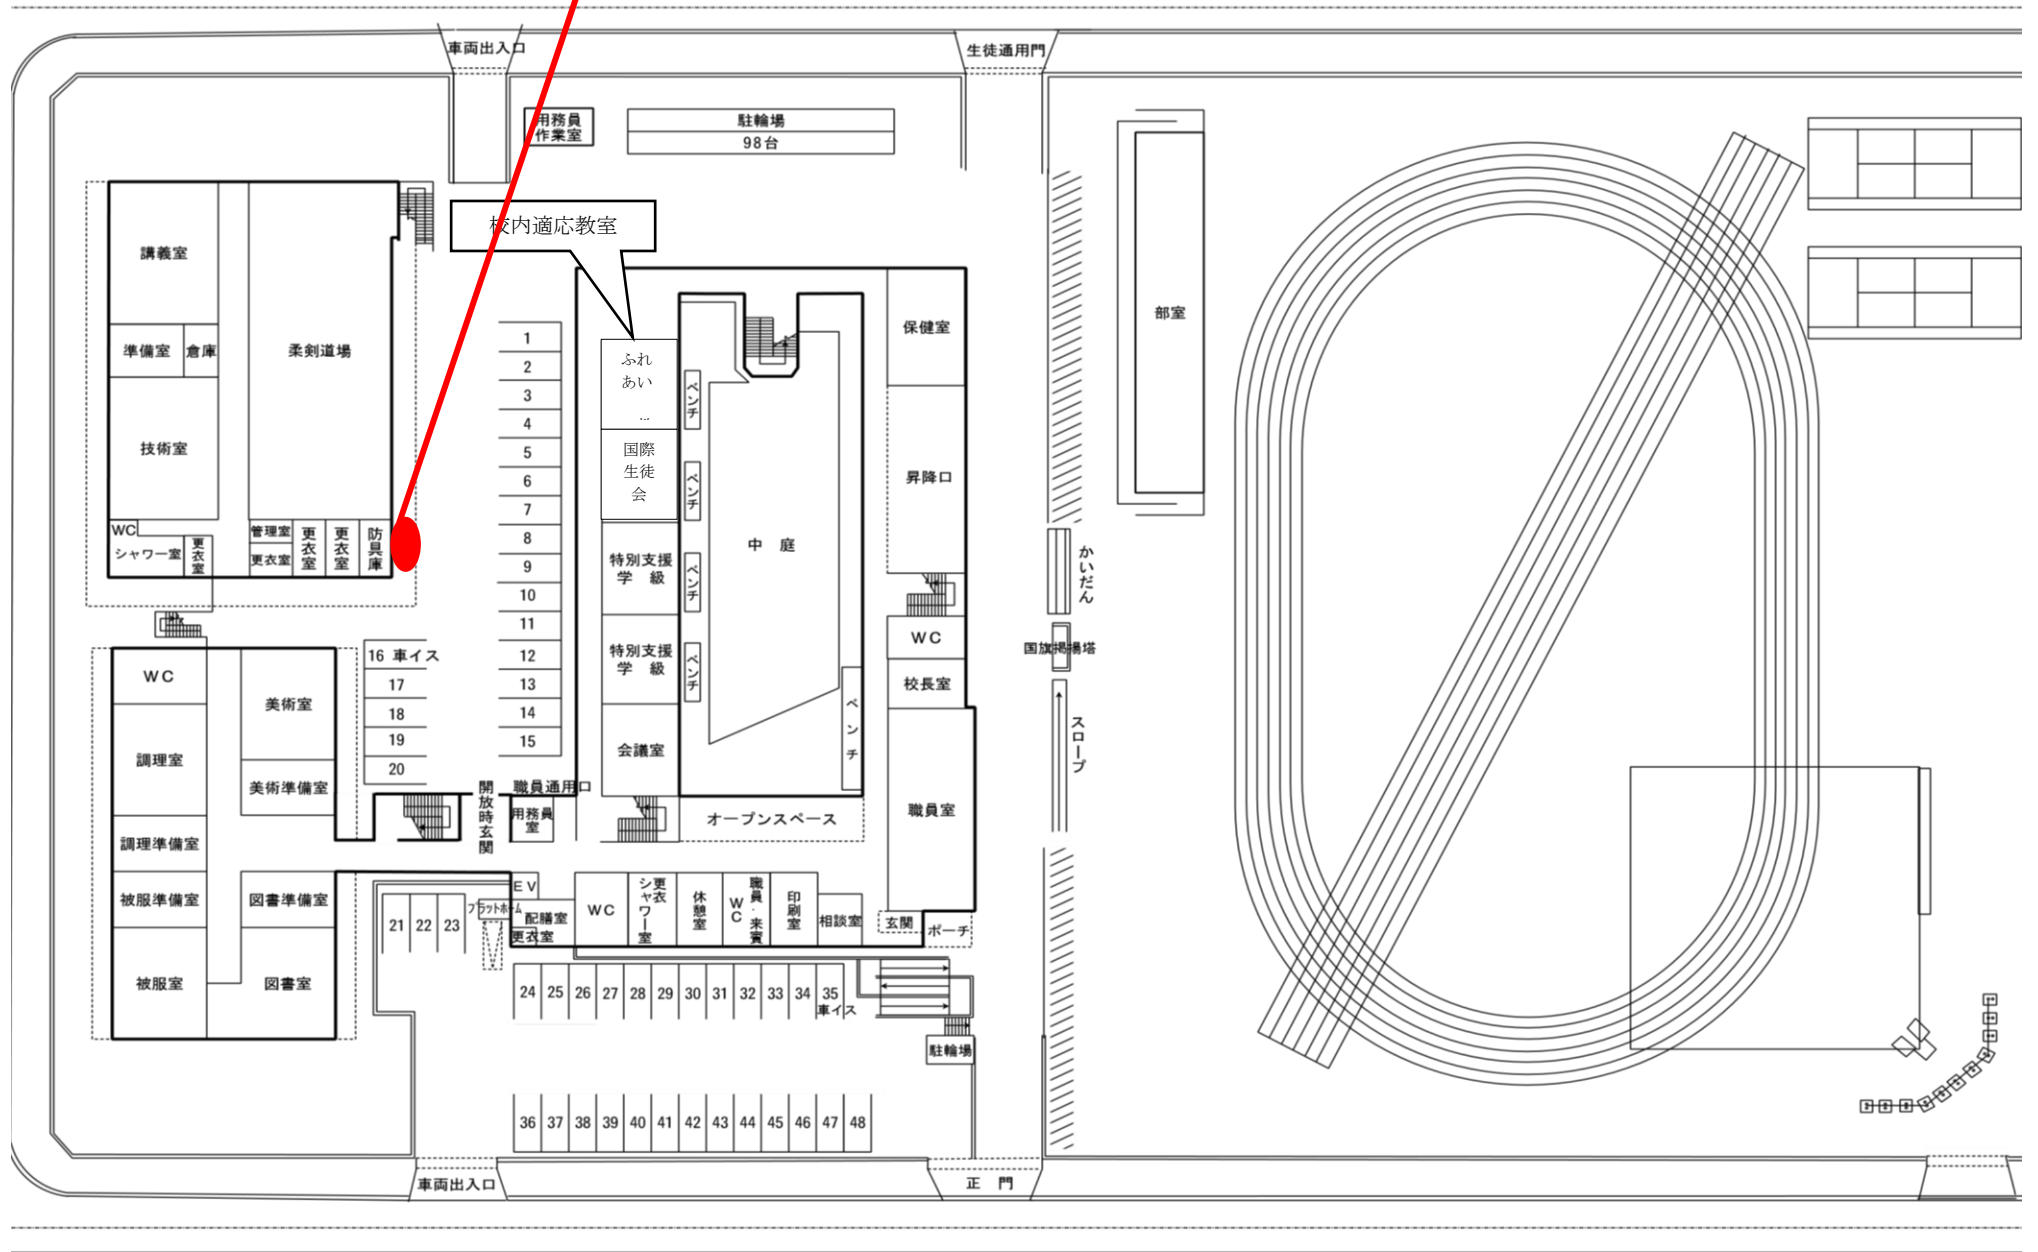 車両出入口
生徒通用門
用務員
作業室
駐輪場
98台
校内適応教室
講義室
準備室
倉庫
柔剣道場
技術室
WC
シャワー室
更衣室
管理室
更衣室
更衣室
更衣室
防具庫
1
2
3
4
5
6
7
8
9
10
11
12
13
14
15
ふれ
あい
...
国際
生徒
会
特別支援
学 級
特別支援
学 級
会議室
ベンチ
ベンチ
ベンチ
ベンチ
中 庭
ベンチ
保健室
昇降口
WC
校長室
職員室
部室
かいだん
国旗掲揚塔
スロープ
16 車イス
17
18
19
20
WC
美術室
調理室
美術準備室
調理準備室
被服準備室
図書準備室
被服室
図書室
開放時玄関
職員通用口
用務員
室
オープンスペース
21
22
23
プラットホーム
EV
配膳室
更衣室
WC
更衣
シャワー室
休憩室
職員・来賓
WC
印刷室
相談室
玄関
ポーチ
24
25
26
27
28
29
30
31
32
33
34
35
車イス
駐輪場
36
37
38
39
40
41
42
43
44
45
46
47
48
車両出入口
正 門